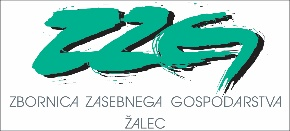 ZZG
ZBORNICA ZASEBNEGA GOSPODARSTVA
ŽALEC